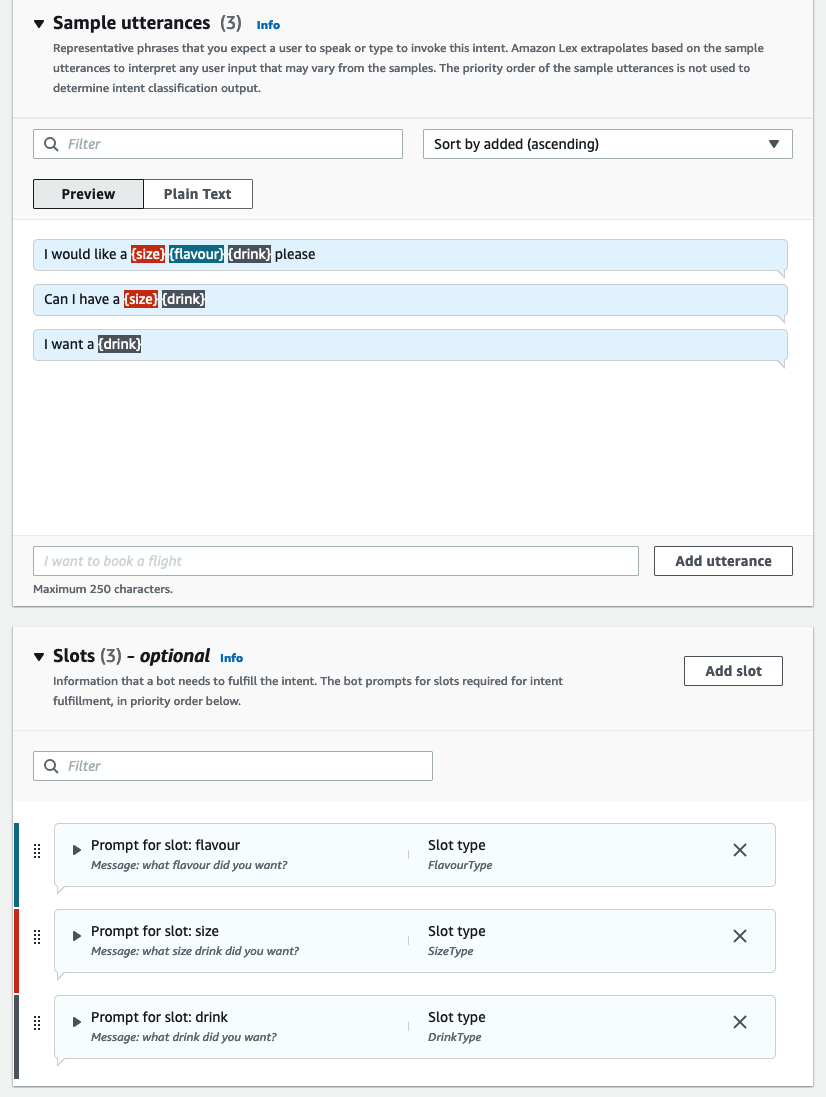 Sample utterances (3) Info
Representative phrases that you expect a user to speak or type to invoke this intent. Amazon Lex extrapolates based on the sample
utterances to interpret any user input that may vary from the samples. The priority order of the sample utterances is not used to
determine intent classification output.
Filter
Sort by added (ascending)
Preview
Plain Text
I would like a {size} {flavour} {drink} please
Can I have a {size} {drink}
I want a {drink}
I want to book a flight
Add utterance
Maximum 250 characters.
Slots (3) - optional Info
Information that a bot needs to fulfill the intent. The bot prompts for slots required for intent
fulfillment, in priority order below.
Add slot
Filter
Prompt for slot: flavour
Message: what flavour did you want?
Slot type
FlavourType
Prompt for slot: size
Message: what size drink did you want?
Slot type
SizeType
Prompt for slot: drink
Message: what drink did you want?
Slot type
DrinkType